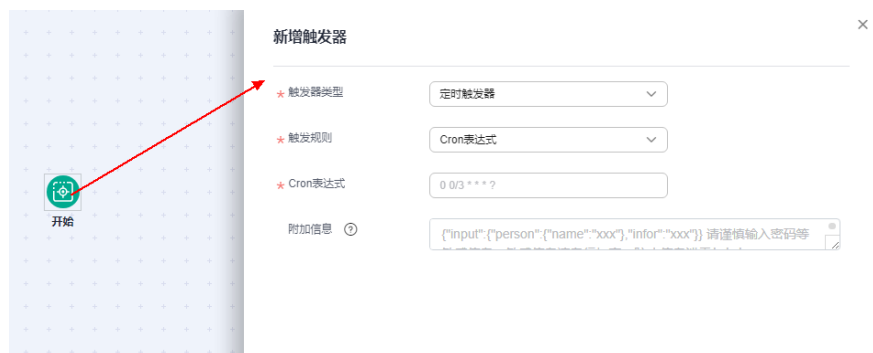 新增触发器
* 触发器类型
定时触发器
* 触发规则
Cron表达式
* Cron表达式
0 0/3 * * * ?
开始
附加信息 ?
{"input":{"person":{"name":"xxx"},"infor":"xxx"}} 请谨慎输入密码等